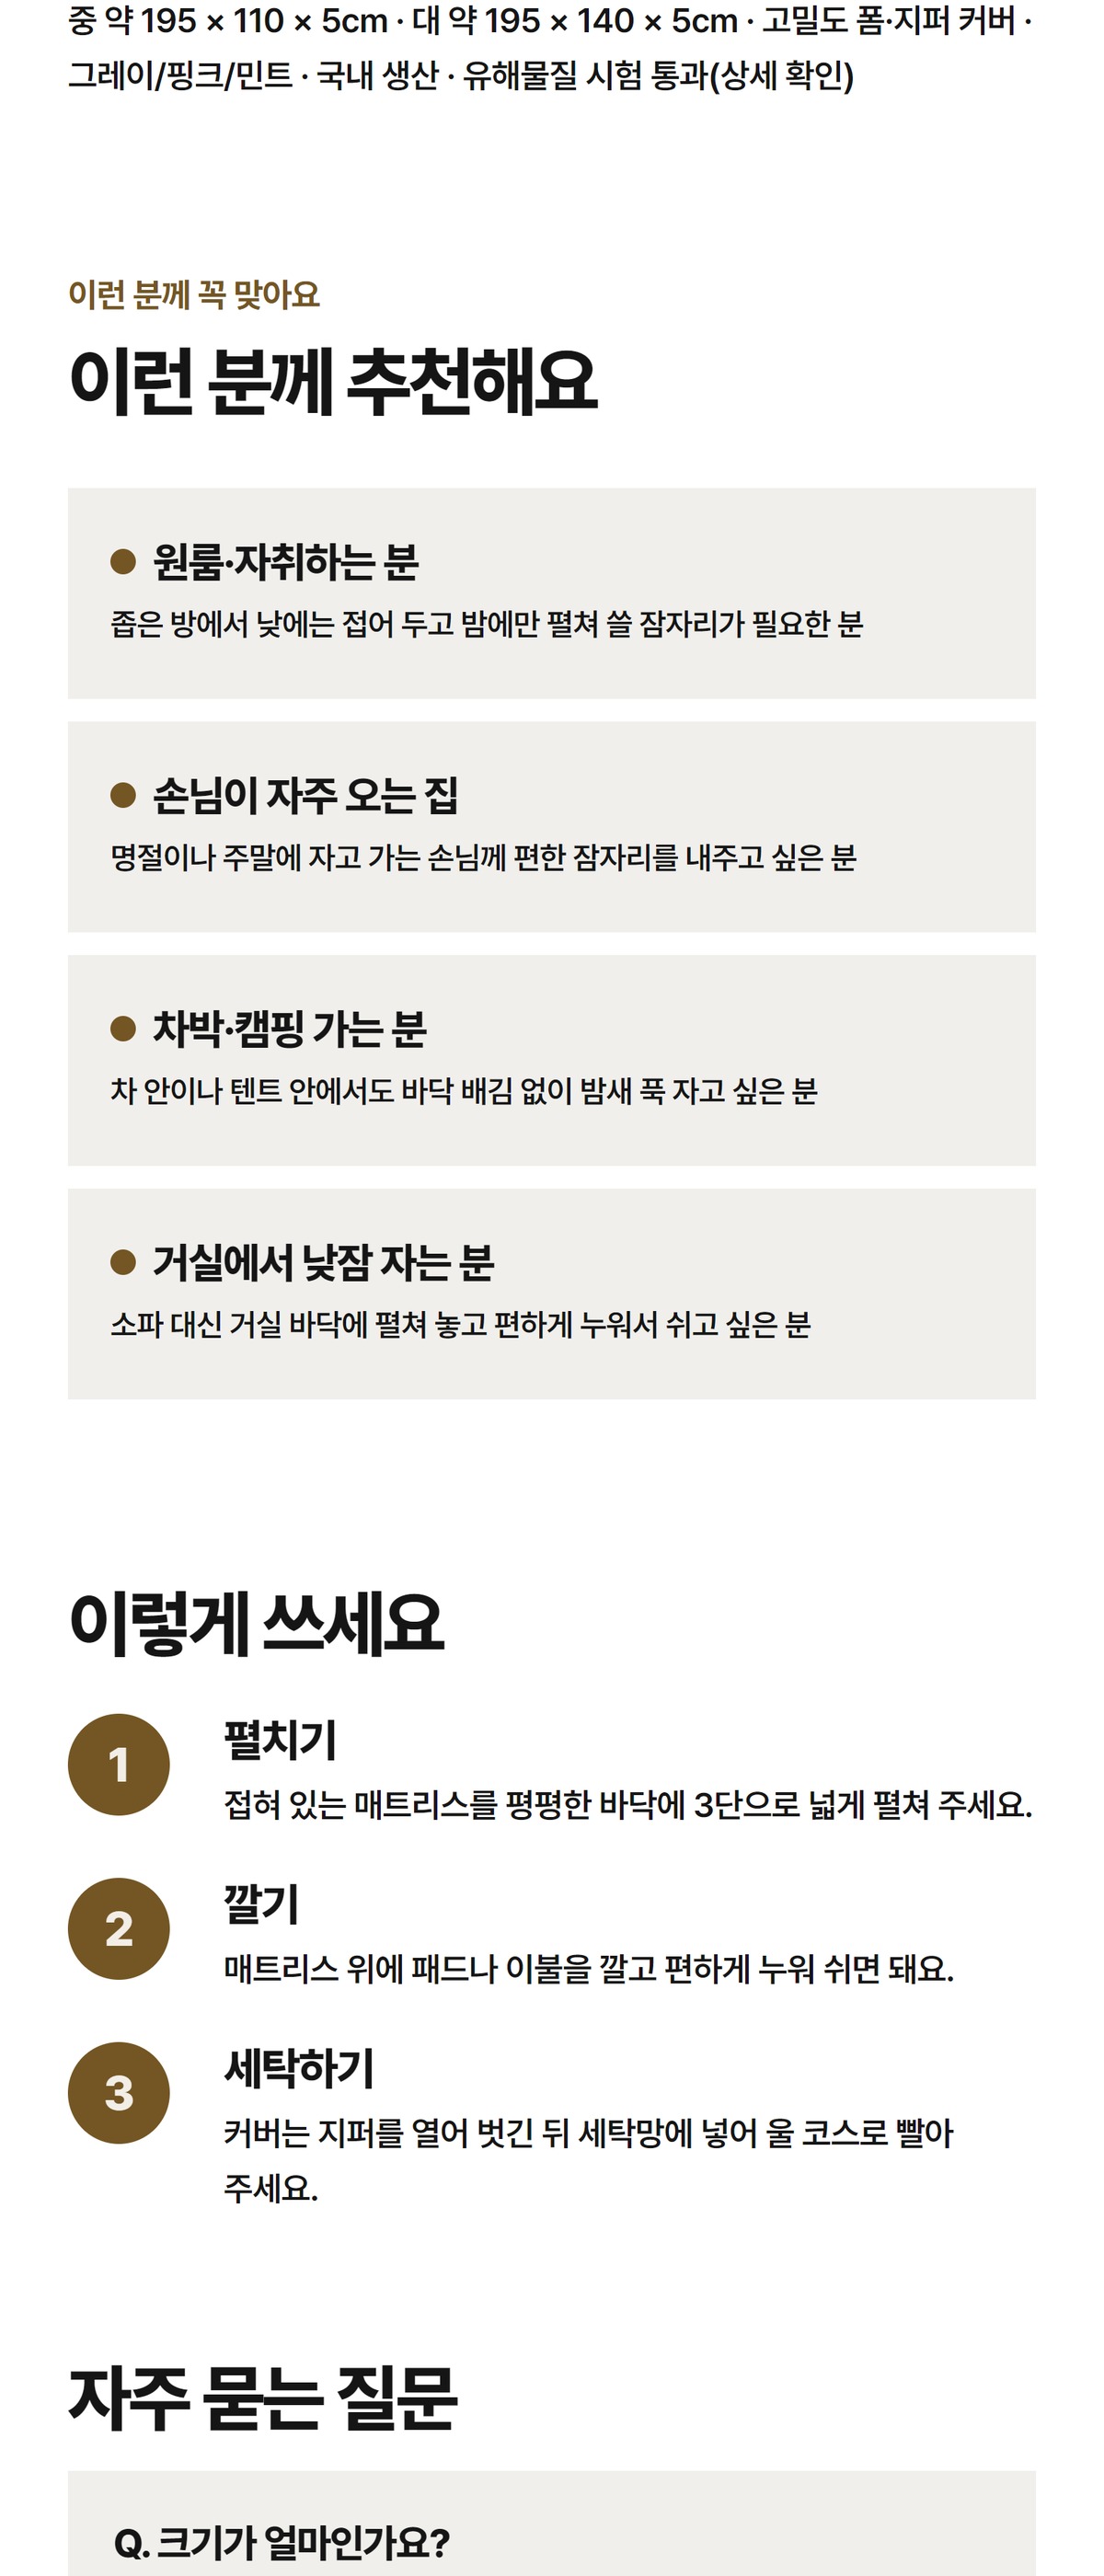 중 약 195 × 110 × 5cm · 대 약 195 × 140 × 5cm · 고밀도 폼·지퍼 커버 ·
그레이/핑크/민트 · 국내 생산 · 유해물질 시험 통과(상세 확인)
이런 분께 꼭 맞아요
이런 분께 추천해요
원룸·자취하는 분
좁은 방에서 낮에는 접어 두고 밤에만 펼쳐 쓸 잠자리가 필요한 분
손님이 자주 오는 집
명절이나 주말에 자고 가는 손님께 편한 잠자리를 내주고 싶은 분
차박·캠핑 가는 분
차 안이나 텐트 안에서도 바닥 배김 없이 밤새 푹 자고 싶은 분
거실에서 낮잠 자는 분
소파 대신 거실 바닥에 펼쳐 놓고 편하게 누워서 쉬고 싶은 분
이렇게 쓰세요
1
펼치기
접혀 있는 매트리스를 평평한 바닥에 3단으로 넓게 펼쳐 주세요.
2
깔기
매트리스 위에 패드나 이불을 깔고 편하게 누워 쉬면 돼요.
3
세탁하기
커버는 지퍼를 열어 벗긴 뒤 세탁망에 넣어 울 코스로 빨아
주세요.
자주 묻는 질문
Q. 크기가 얼마인가요?